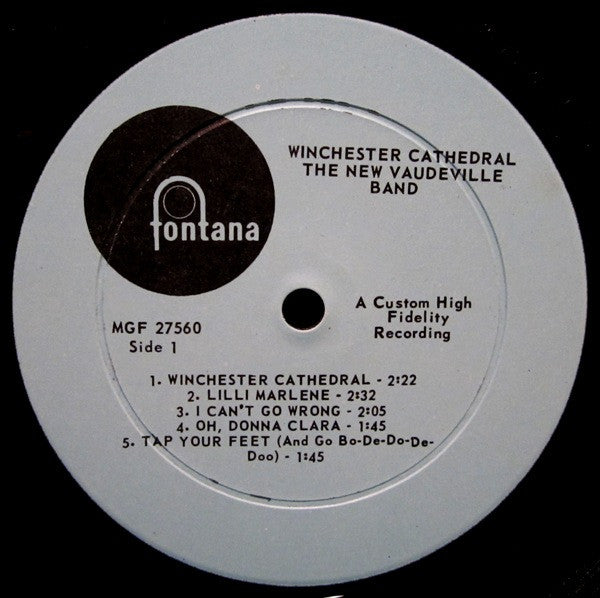 WINCHESTER CATHEDRAL
THE NEW VAUDEVILLE
BAND
fontana
A Custom High
Fidelity
Recording
MGF 27560
Side 1
1. WINCHESTER CATHEDRAL - 2:22
2. LILLI MARLENE - 2:32
3. I CAN'T GO WRONG - 2:05
4. OH, DONNA CLARA - 1:45
5. TAP YOUR FEET (And Go Bo-De-Do-De-
Doo) - 1:45